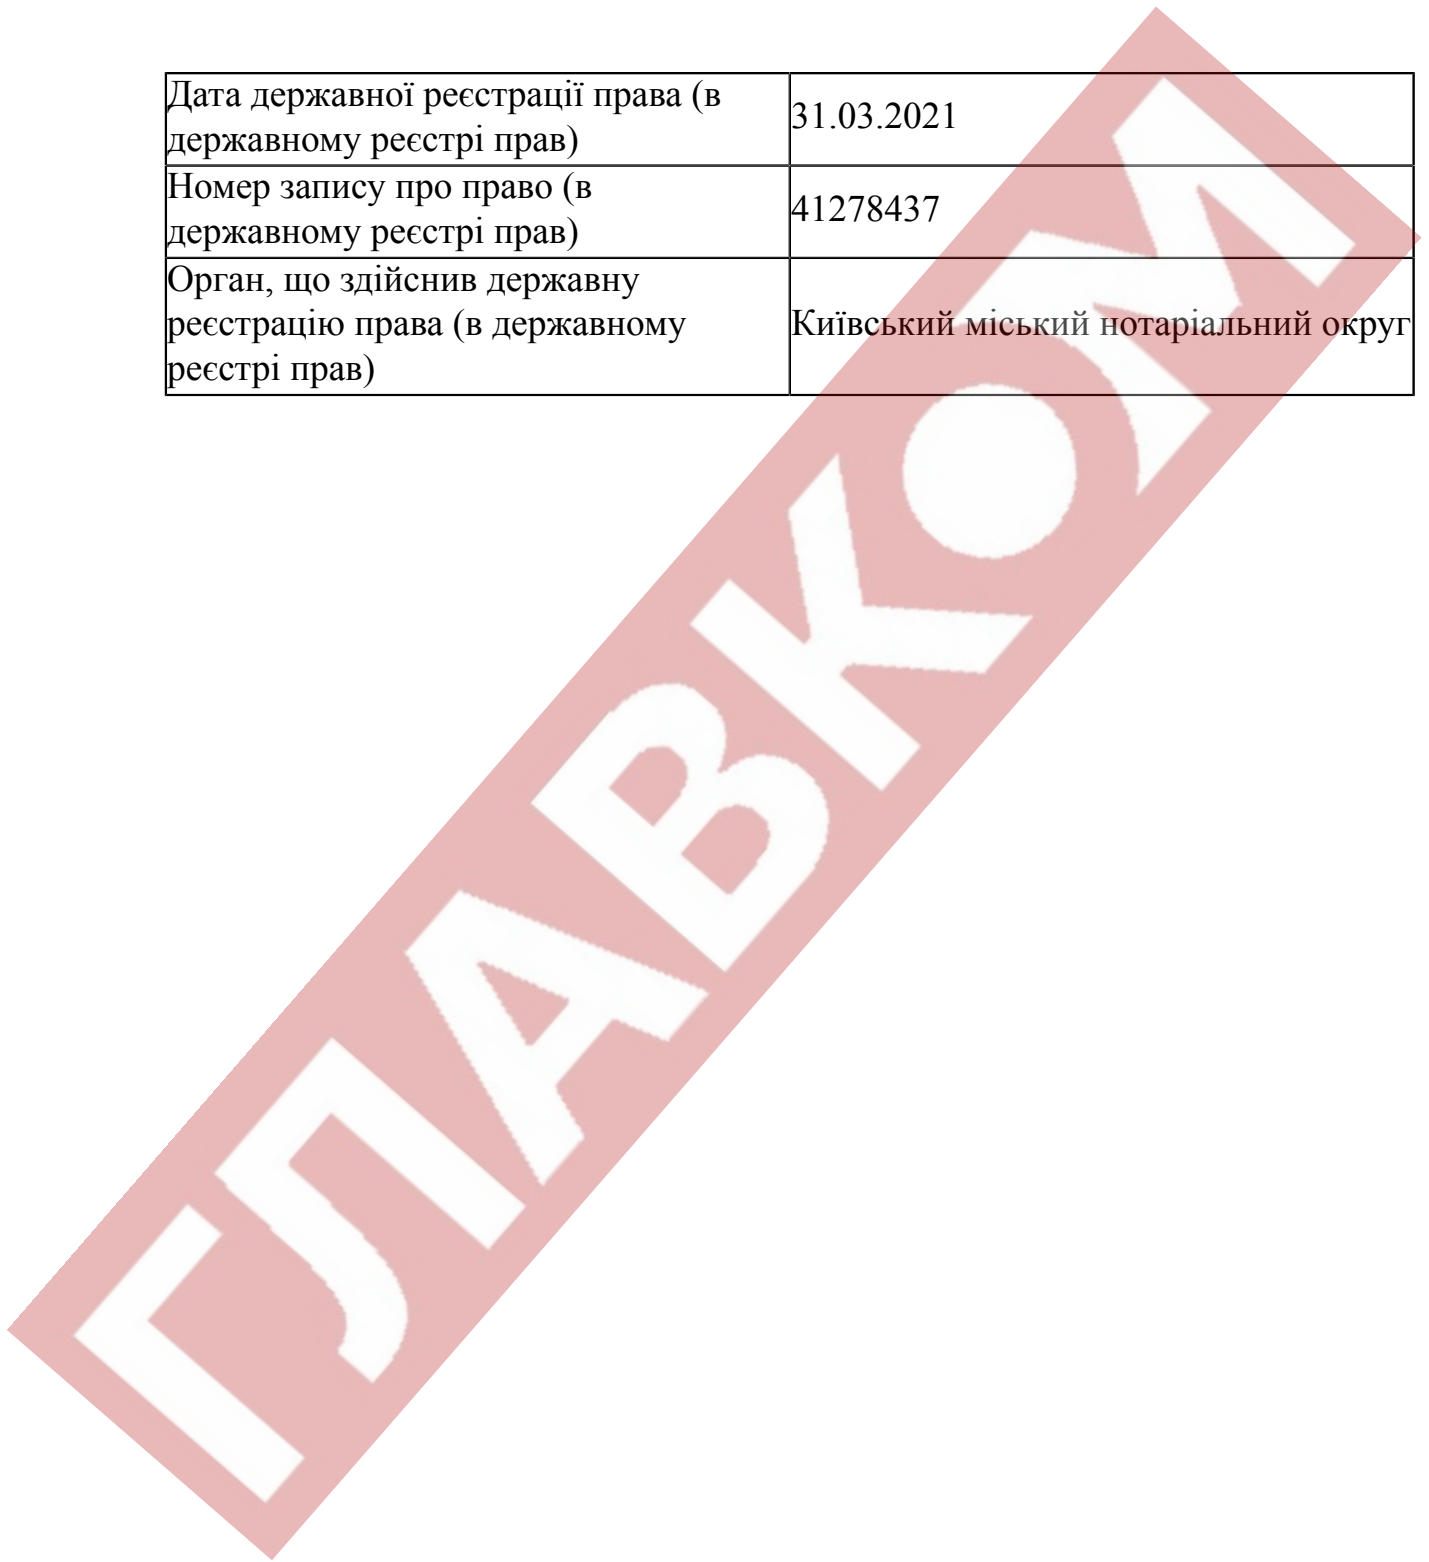 Дата державної реєстрації права (в
державному реєстрі прав)
31.03.2021
Номер запису про право (в
державному реєстрі прав)
41278437
Орган, що здійснив державну
реєстрацію права (в державному
реєстрі прав)
Київський міський нотаріальний округ
ГЛАВКОМ